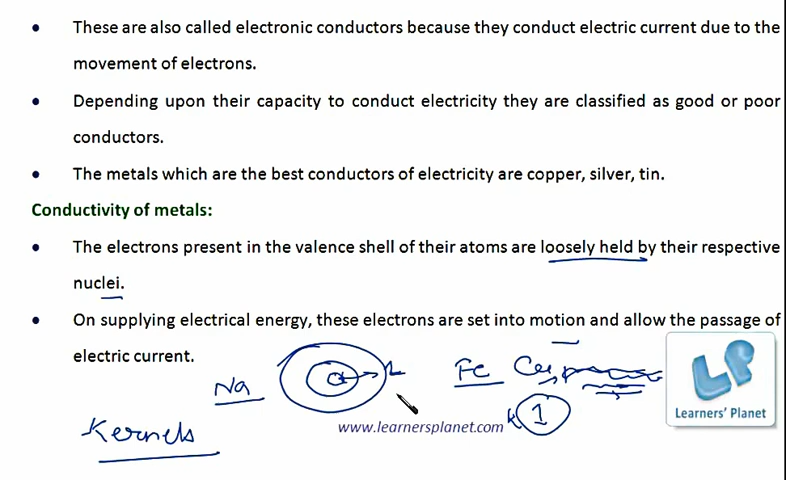 • These are also called electronic conductors because they conduct electric current due to the
movement of electrons.
• Depending upon their capacity to conduct electricity they are classified as good or poor
conductors.
• The metals which are the best conductors of electricity are copper, silver, tin.
Conductivity of metals:
• The electrons present in the valence shell of their atoms are loosely held by their respective
nuclei.
• On supplying electrical energy, these electrons are set into motion and allow the passage of
electric current.
Na Fe Cu
Kernels 1
www.learnersplanet.com
LP
Learners' Planet